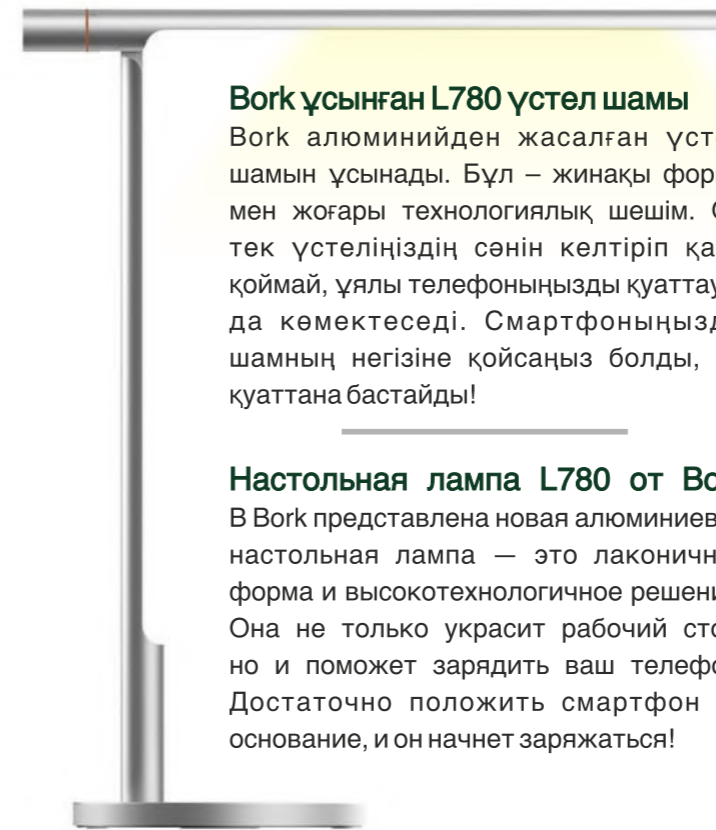 Bork ұсынған L780 үстел шамы
Bork алюминийден жасалған үст
шамын ұсынады. Бұл – жинақы фор
мен жоғары технологиялық шешім.
тек үстеліңіздің сәнін келтіріп қа
қоймай, ұялы телефоныңызды қуаттау
да көмектеседі. Смартфоныңызд
шамның негізіне қойсаңыз болды,
қуаттана бастайды!
Настольная лампа L780 от Bo
В Bork представлена новая алюминиев
настольная лампа — это лаконичн
форма и высокотехнологичное решени
Она не только украсит рабочий сто
но и поможет зарядить ваш телефо
Достаточно положить смартфон
основание, и он начнет заряжаться!